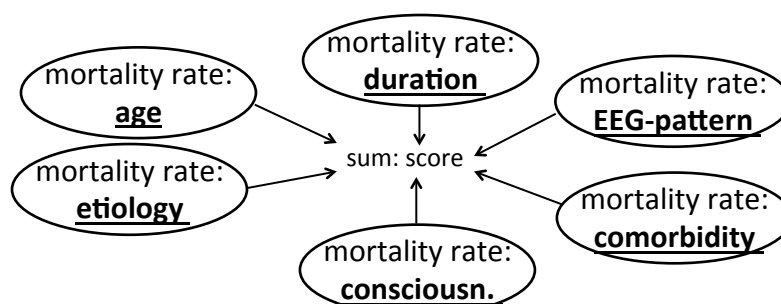 mortality rate:
age
mortality rate:
duration
mortality rate:
EEG-pattern
sum: score
mortality rate:
etiology
mortality rate:
consciousn.
mortality rate:
comorbidity